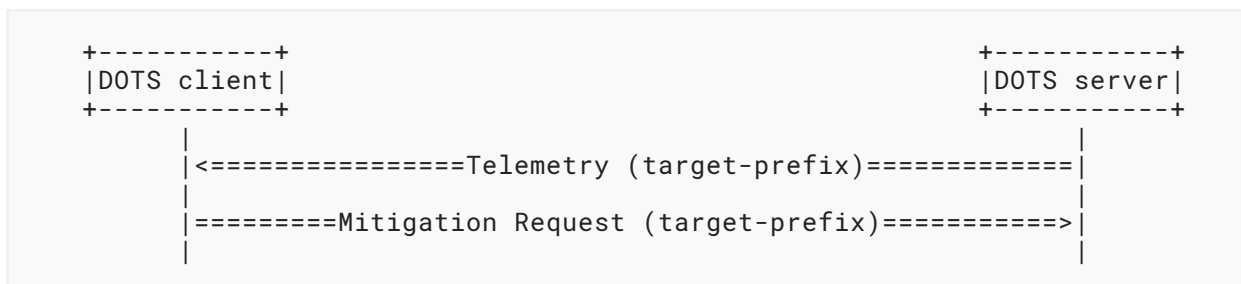 +-----------+                                         +-----------+
|DOTS client|                                         |DOTS server|
+-----------+                                         +-----------+
      |                                                     |
      |<================Telemetry (target-prefix)=============|
      |                                                     |
      |=========Mitigation Request (target-prefix)===========>|
      |                                                     |